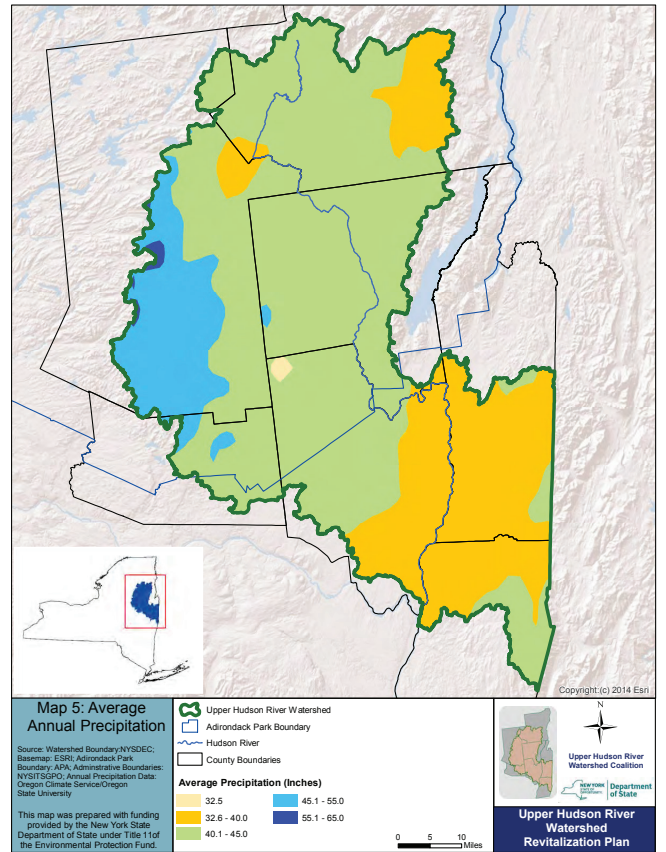 Copyright:(c) 2014 Esri
Map 5: Average
Annual Precipitation
Source: Watershed Boundary:NYSDEC;
Basemap: ESRI; Adirondack Park
Boundary: APA; Adminstrative Boundaries:
NYSITSGPO; Annual Precipitation Data:
Oregon Climate Service/Oregon
State University
This map was prepared with funding
provided by the New York State
Department of State under Title 11of
the Environmental Protection Fund.
Upper Hudson River Watershed
Adirondack Park Boundary
Hudson River
County Boundaries
Average Precipitation (Inches)
32.5
32.6 - 40.0
40.1 - 45.0
45.1 - 55.0
55.1 - 65.0
0 5 10
Miles
N
Upper Hudson River
Watershed Coalition
NEW YORK
STATE OF
OPPORTUNITY.
Department
of State
Upper Hudson River
Watershed
Revitalization Plan